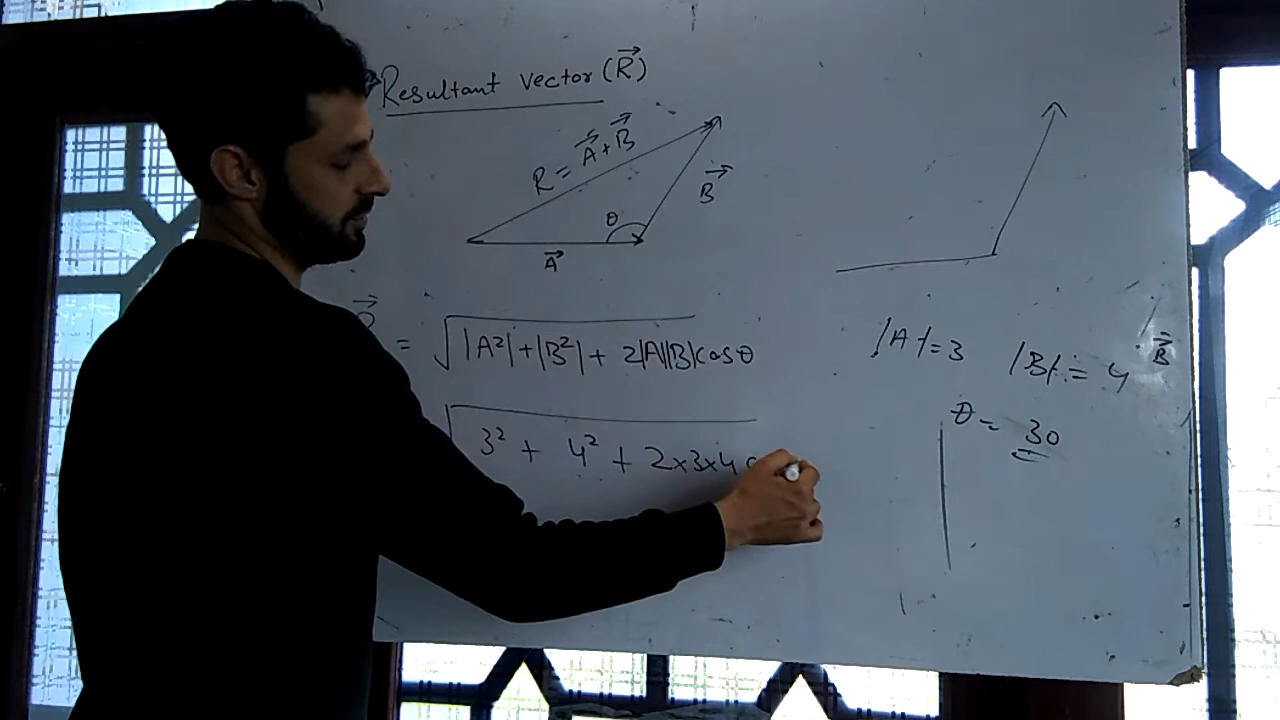 Resultant vector (R⃗)
R = A⃗ + B⃗
B⃗
θ
A⃗
= √|A²| + |B²| + 2|A||B|cosθ
|A| = 3 |B| = 4
B⃗
θ = 30
√3² + 4² + 2×3×4